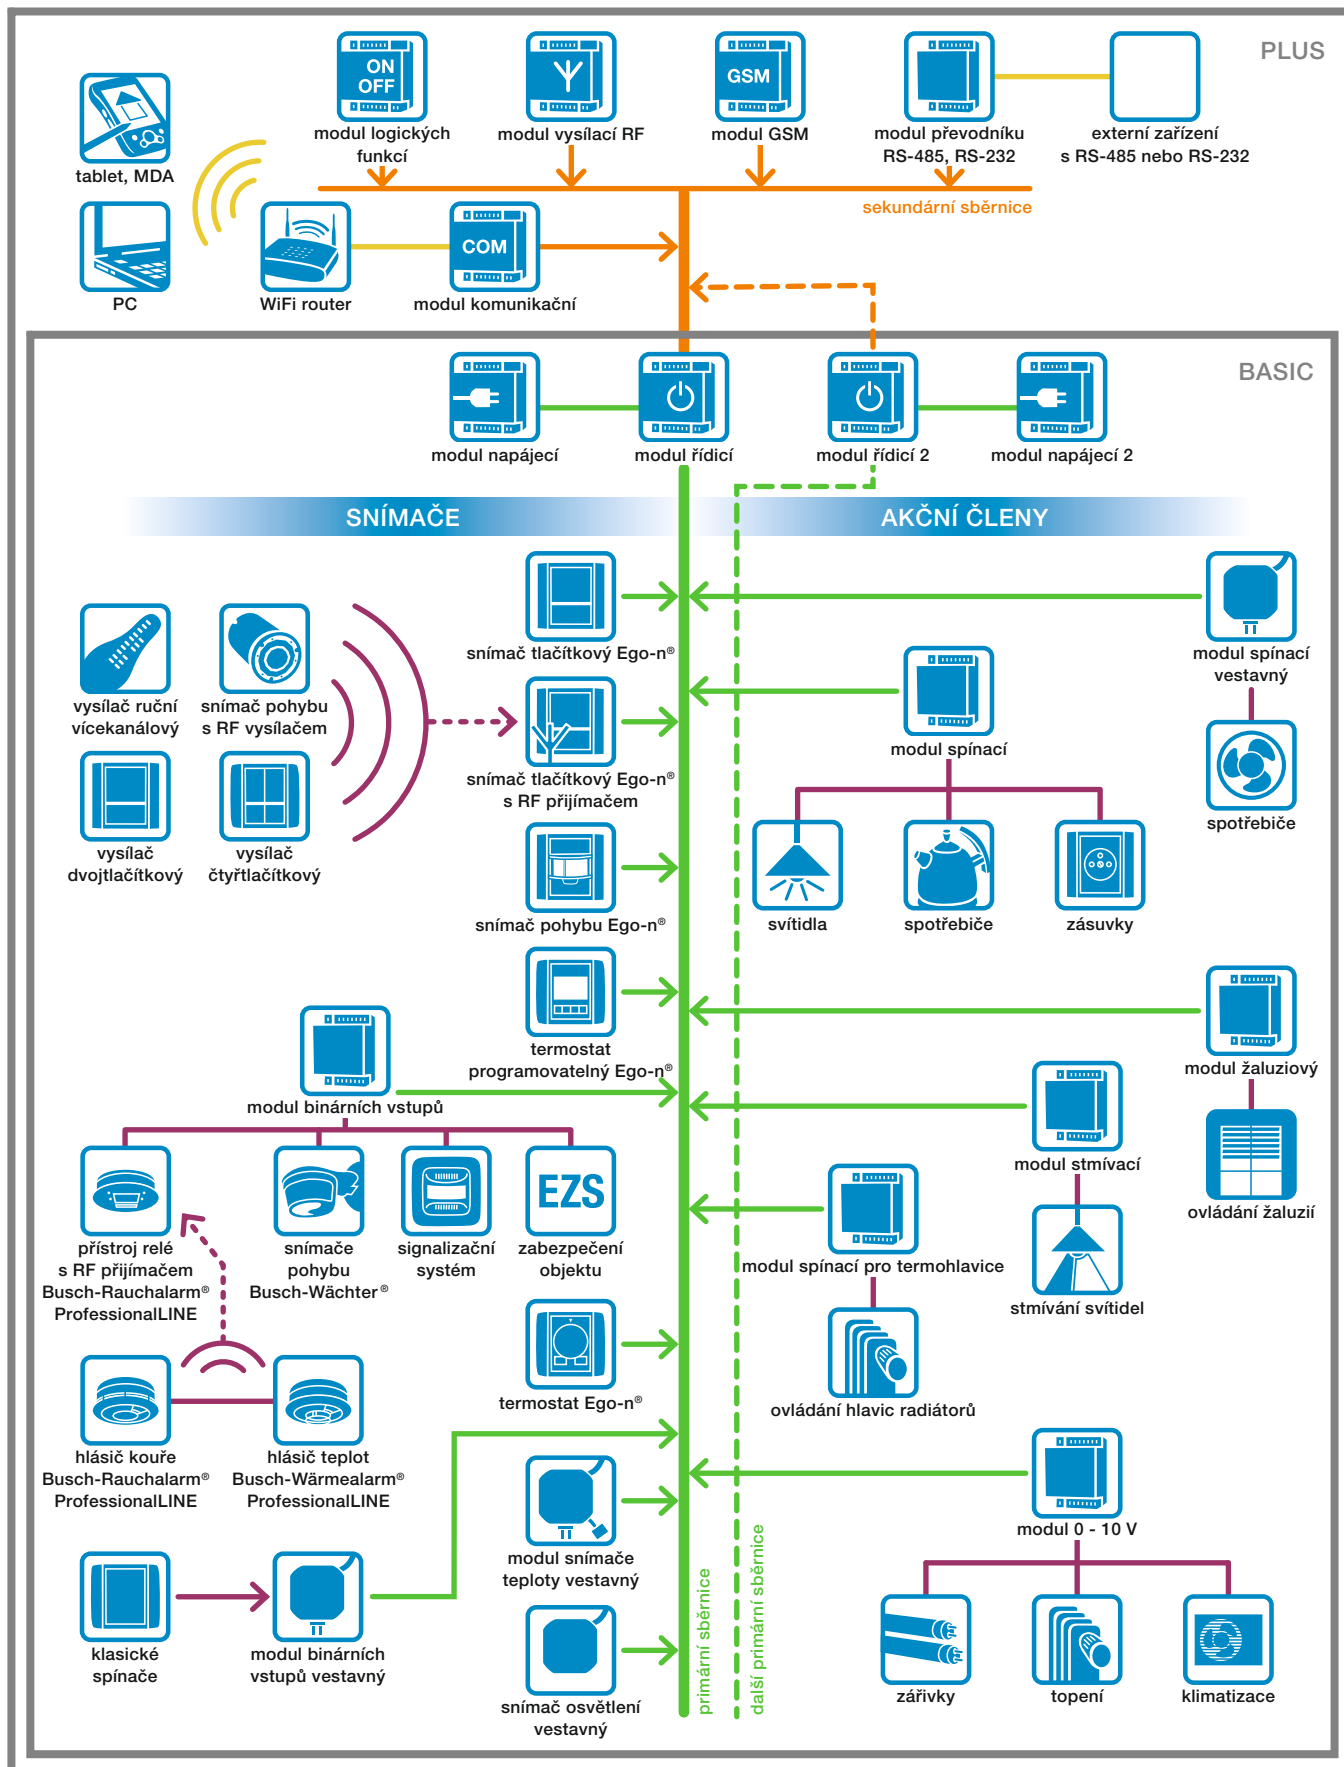 PLUS
ON
OFF
GSM
modul logických
funkcí
modul vysílací RF
modul GSM
modul převodníku
RS-485, RS-232
externí zařízení
s RS-485 nebo RS-232
tablet, MDA
sekundární sběrnice
COM
PC
WiFi router
modul komunikační
BASIC
modul napájecí
modul řídicí
modul řídicí 2
modul napájecí 2
SNÍMAČE
AKČNÍ ČLENY
snímač tlačítkový Ego-n®
modul spínací
vestavný
vysílač ruční
vícekanálový
snímač pohybu
s RF vysílačem
modul spínací
snímač tlačítkový Ego-n®
s RF přijímačem
spotřebiče
vysílač
dvojtlačítkový
vysílač
čtyřtlačítkový
snímač pohybu Ego-n®
svítidla
spotřebiče
zásuvky
termostat
programovatelný Ego-n®
modul žaluziový
modul binárních vstupů
modul stmívací
EZS
ovládání žaluzií
přístroj relé
s RF přijímačem
Busch-Rauchalarm®
ProfessionalLINE
snímače
pohybu
Busch-Wächter®
signalizační
systém
zabezpečení
objektu
modul spínací pro termohlavice
stmívání svítidel
termostat Ego-n®
ovládání hlavic radiátorů
hlásič kouře
Busch-Rauchalarm®
ProfessionalLINE
hlásič teplot
Busch-Wärmealarm®
ProfessionalLINE
modul 0 - 10 V
modul snímače
teploty vestavný
primární sběrnice
další primární sběrnice
klasické
spínače
modul binárních
vstupů vestavný
snímač osvětlení
vestavný
zářivky
topení
klimatizace